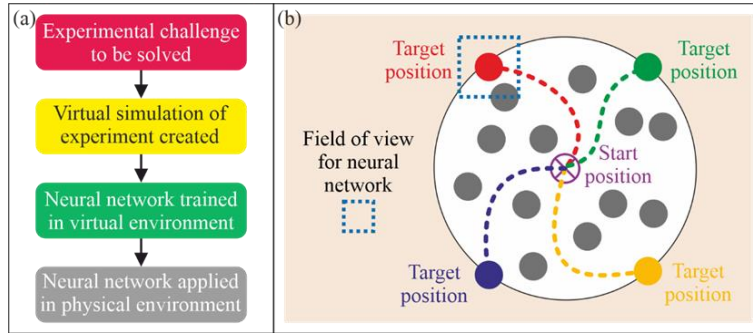 (a)
Experimental challenge
to be solved
Virtual simulation of
experiment created
Neural network trained
in virtual environment
Neural network applied
in physical environment
(b)
Target
position
Target
position
Field of view
for neural
network
Start
position
Target
position
Target
position